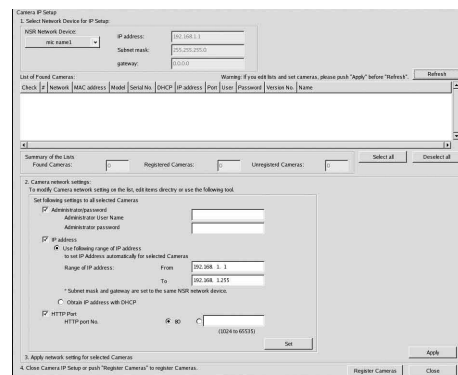 Camera IP Setup
1. Select Network Device for IP Setup:
NSR Network Device:
mic name1
IP address:
192.168.1.1
Subnet mask:
255.255.255.0
gateway:
0.0.0.0
List of Found Cameras:
Warning: If you edit lists and set cameras, please push "Apply" before "Refresh".
Refresh
Check # Network MAC address Model Serial No. DHCP IP address Port User Password Version No. Name
Summary of the Lists
Found Cameras: 0 Registered Cameras: 0 Unregisterd Cameras: 0
Select all
Deselect all
2. Camera network settings:
To modify Camera network setting on the list, edit items directry or use the following tool.
Set following settings to all selected Cameras
Administrator/password
Administrator User Name
Administrator password
IP address
Use following range of IP address
to set IP Address automatically for selected Cameras
Range of IP address: From 192.168. 1. 1
To 192.168. 1.255
* Subnet mask and gateway are set to the same NSR network device.
Obtain IP address with DHCP
HTTP Port
HTTP port No. 80
(1024 to 65535)
Set
3. Apply network setting for selected Cameras
Apply
4. Close Camera IP Setup or push "Register Cameras" to register Cameras.
Register Cameras
Close